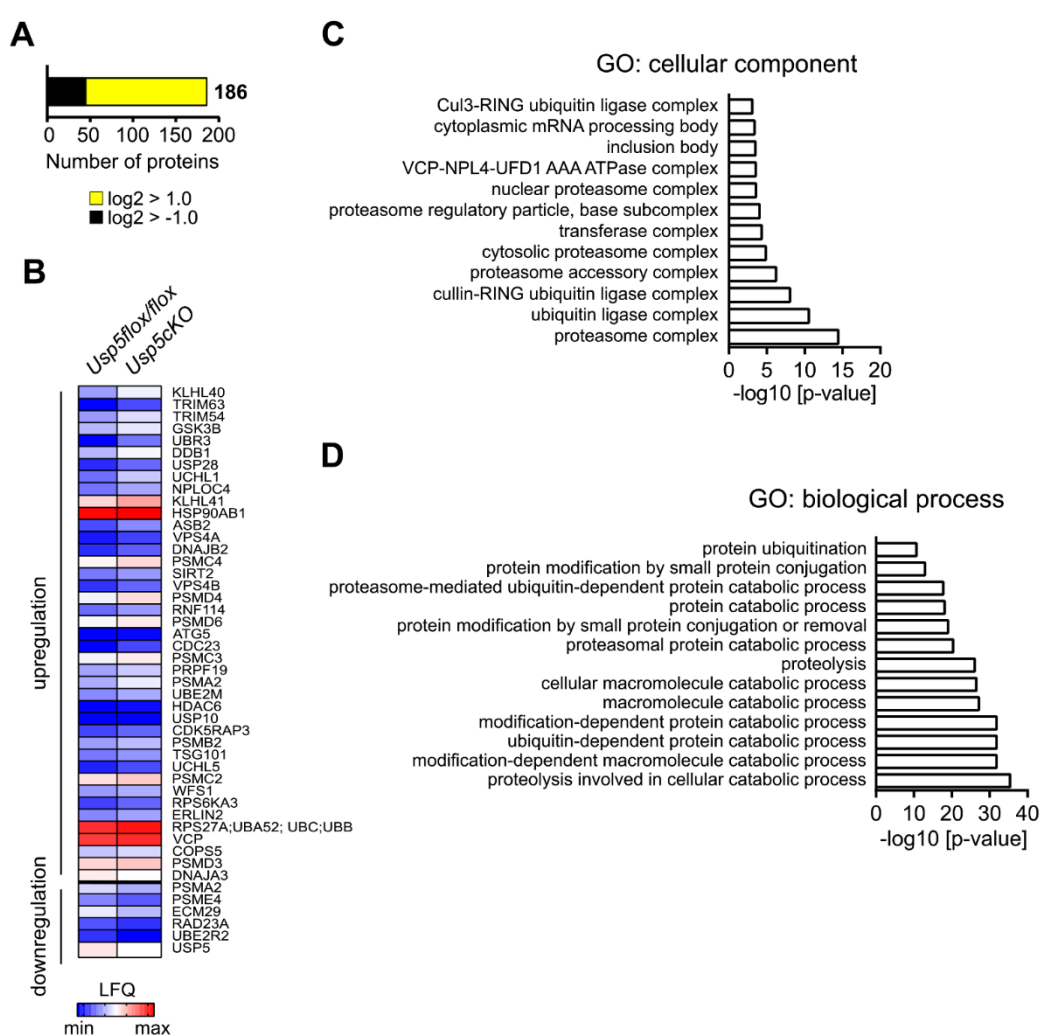 A
186
0 50 100 150 200
Number of proteins
log2 > 1.0
log2 > -1.0
B
Usp5flox/flox
Usp5cKO
upregulation
KLHL40
TRIM63
TRIM54
GSK3B
UBR3
DDB1
USP28
UCHL1
NPLOC4
KLHL41
HSP90AB1
ASB2
VPS4A
DNAJB2
PSMC4
SIRT2
VPS4B
PSMD4
RNF114
PSMD6
ATG5
CDC23
PSMC3
PRPF19
PSMA2
UBE2M
HDAC6
USP10
CDK5RAP3
PSMB2
TSG101
UCHL5
PSMC2
WFS1
RPS6KA3
ERLIN2
RPS27A;UBA52; UBC;UBB
VCP
COPS5
PSMD3
DNAJA3
downregulation
PSMA2
PSME4
ECM29
RAD23A
UBE2R2
USP5
LFQ
min max
C
GO: cellular component
Cul3-RING ubiquitin ligase complex
cytoplasmic mRNA processing body
inclusion body
VCP-NPL4-UFD1 AAA ATPase complex
nuclear proteasome complex
proteasome regulatory particle, base subcomplex
transferase complex
cytosolic proteasome complex
proteasome accessory complex
cullin-RING ubiquitin ligase complex
ubiquitin ligase complex
proteasome complex
0 5 10 15 20
-log10 [p-value]
D
GO: biological process
protein ubiquitination
protein modification by small protein conjugation
proteasome-mediated ubiquitin-dependent protein catabolic process
protein catabolic process
protein modification by small protein conjugation or removal
proteasomal protein catabolic process
proteolysis
cellular macromolecule catabolic process
macromolecule catabolic process
modification-dependent protein catabolic process
ubiquitin-dependent protein catabolic process
modification-dependent macromolecule catabolic process
proteolysis involved in cellular catabolic process
0 10 20 30 40
-log10 [p-value]